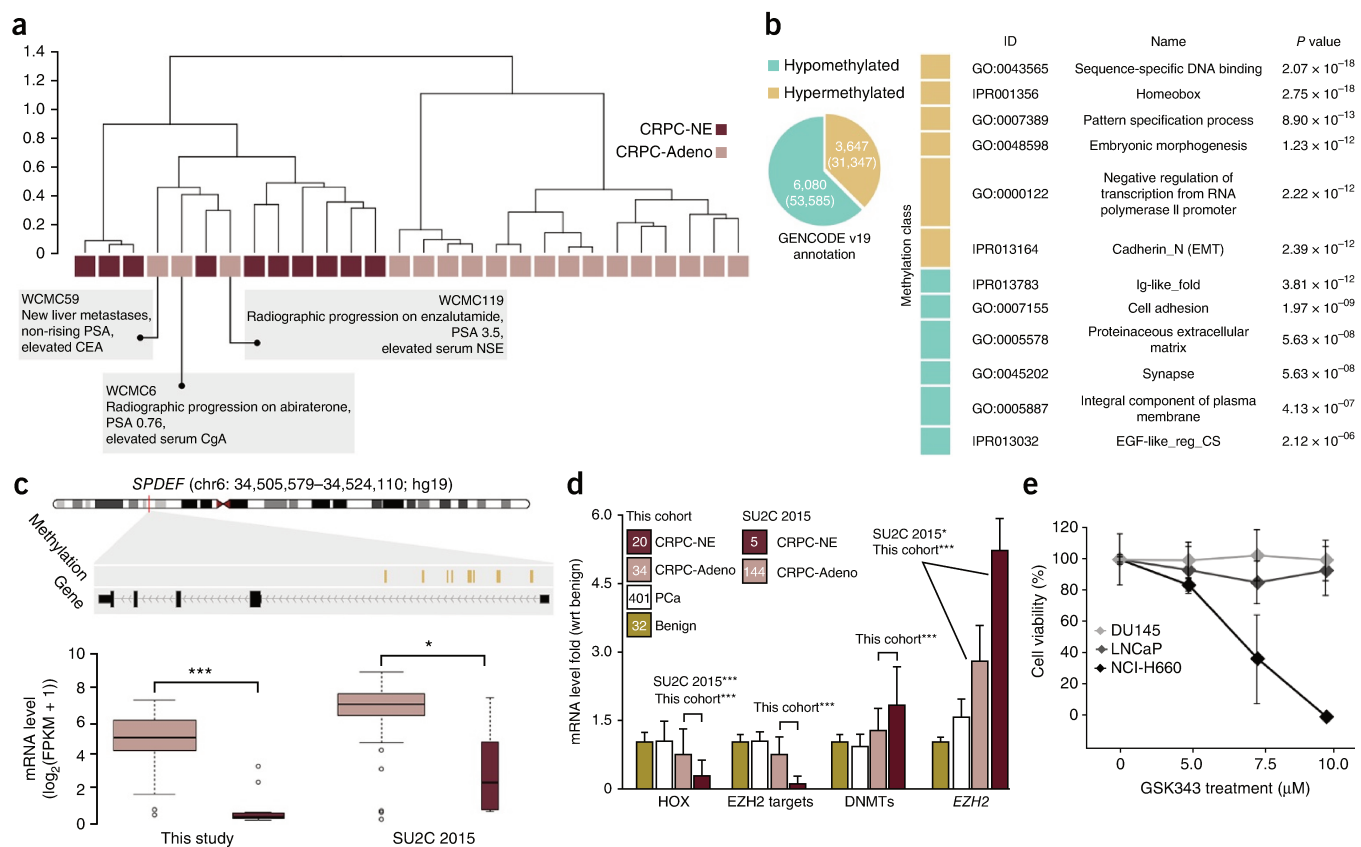 a
1.4
1.2
1.0
0.8
0.6
0.4
0.2
0
CRPC-NE
CRPC-Adeno
WCMC59
New liver metastases,
non-rising PSA,
elevated CEA
WCMC119
Radiographic progression on enzalutamide,
PSA 3.5,
elevated serum NSE
WCMC6
Radiographic progression on abiraterone,
PSA 0.76,
elevated serum CgA
b
Hypomethylated
Hypermethylated
3,647
(31,347)
6,080
(53,585)
GENCODE v19
annotation
Methylation class
ID Name P value
GO:0043565 Sequence-specific DNA binding 2.07 × 10⁻¹⁸
IPR001356 Homeobox 2.75 × 10⁻¹⁸
GO:0007389 Pattern specification process 8.90 × 10⁻¹³
GO:0048598 Embryonic morphogenesis 1.23 × 10⁻¹²
Negative regulation of
GO:0000122 transcription from RNA 2.22 × 10⁻¹²
polymerase II promoter
IPR013164 Cadherin_N (EMT) 2.39 × 10⁻¹²
IPR013783 Ig-like_fold 3.81 × 10⁻¹²
GO:0007155 Cell adhesion 1.97 × 10⁻⁰⁹
GO:0005578 Proteinaceous extracellular 5.63 × 10⁻⁰⁸
matrix
GO:0045202 Synapse 5.63 × 10⁻⁰⁸
GO:0005887 Integral component of plasma 4.13 × 10⁻⁰⁷
membrane
IPR013032 EGF-like_reg_CS 2.12 × 10⁻⁰⁶
c
SPDEF (chr6: 34,505,579–34,524,110; hg19)
Methylation
Gene
mRNA level
(log₂(FPKM + 1))
10
8
6
4
2
0
***
*
This study
SU2C 2015
d
mRNA level fold (wrt benign)
6.0
4.5
3.0
1.5
0
This cohort
20 CRPC-NE
34 CRPC-Adeno
401 PCa
32 Benign
SU2C 2015
5 CRPC-NE
144 CRPC-Adeno
SU2C 2015*
This cohort***
This cohort***
SU2C 2015***
This cohort***
This cohort***
HOX
EZH2 targets
DNMTs
EZH2
e
Cell viability (%)
120
100
80
60
40
20
0
DU145
LNCaP
NCI-H660
0
5.0
7.5
10.0
GSK343 treatment (μM)